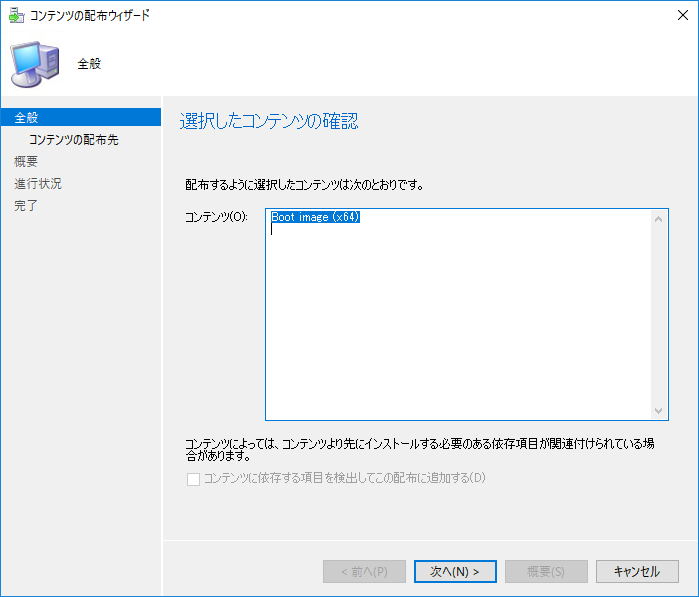 コンテンツの配布ウィザード
全般
全般
コンテンツの配布先
概要
進行状況
完了
選択したコンテンツの確認
配布するように選択したコンテンツは次のとおりです。
コンテンツ(O):
Boot image (x64)
コンテンツによっては、コンテンツより先にインストールする必要のある依存項目が関連付けられている場
合があります。
コンテンツに依存する項目を検出してこの配布に追加する(D)
< 前へ(P)
次へ(N) >
概要(S)
キャンセル